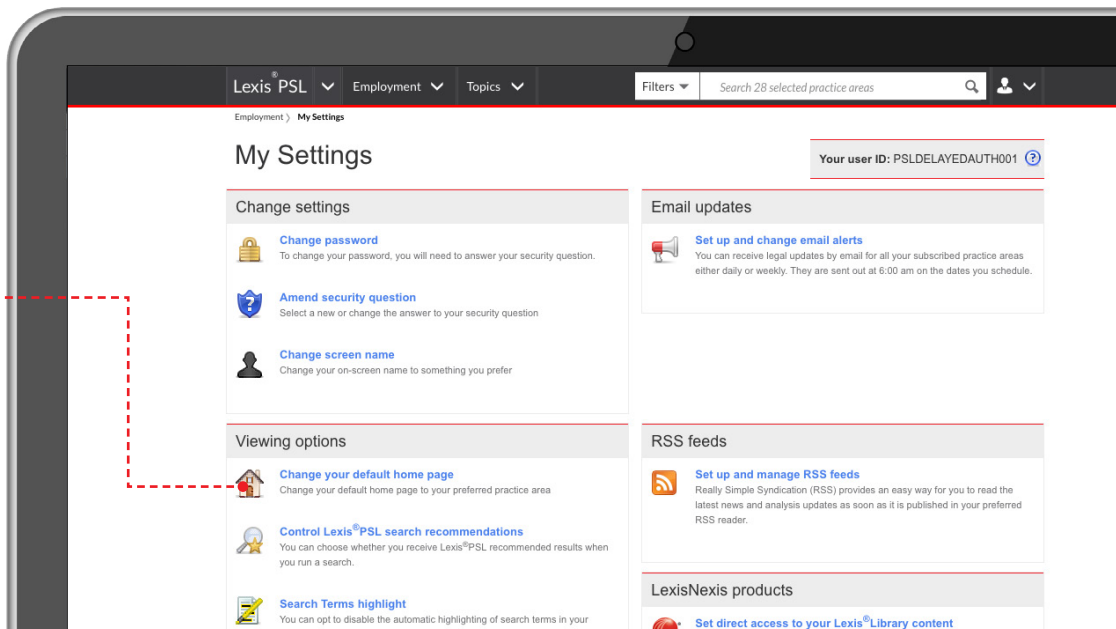 Lexis®PSL Employment Topics Filters Search 28 selected practice areas
Employment 〉 My Settings
My Settings
Your user ID: PSLDELAYEDAUTH001 ?
Change settings
Change password
To change your password, you will need to answer your security question.
?
Amend security question
Select a new or change the answer to your security question
Change screen name
Change your on-screen name to something you prefer
Email updates
Set up and change email alerts
You can receive legal updates by email for all your subscribed practice areas
either daily or weekly. They are sent out at 6:00 am on the dates you schedule.
Viewing options
Change your default home page
Change your default home page to your preferred practice area
Control Lexis®PSL search recommendations
You can choose whether you receive Lexis®PSL recommended results when
you run a search.
Search Terms highlight
You can opt to disable the automatic highlighting of search terms in your
RSS feeds
Set up and manage RSS feeds
Really Simple Syndication (RSS) provides an easy way for you to read the
latest news and analysis updates as soon as it is published in your preferred
RSS reader.
LexisNexis products
Set direct access to your Lexis®Library content